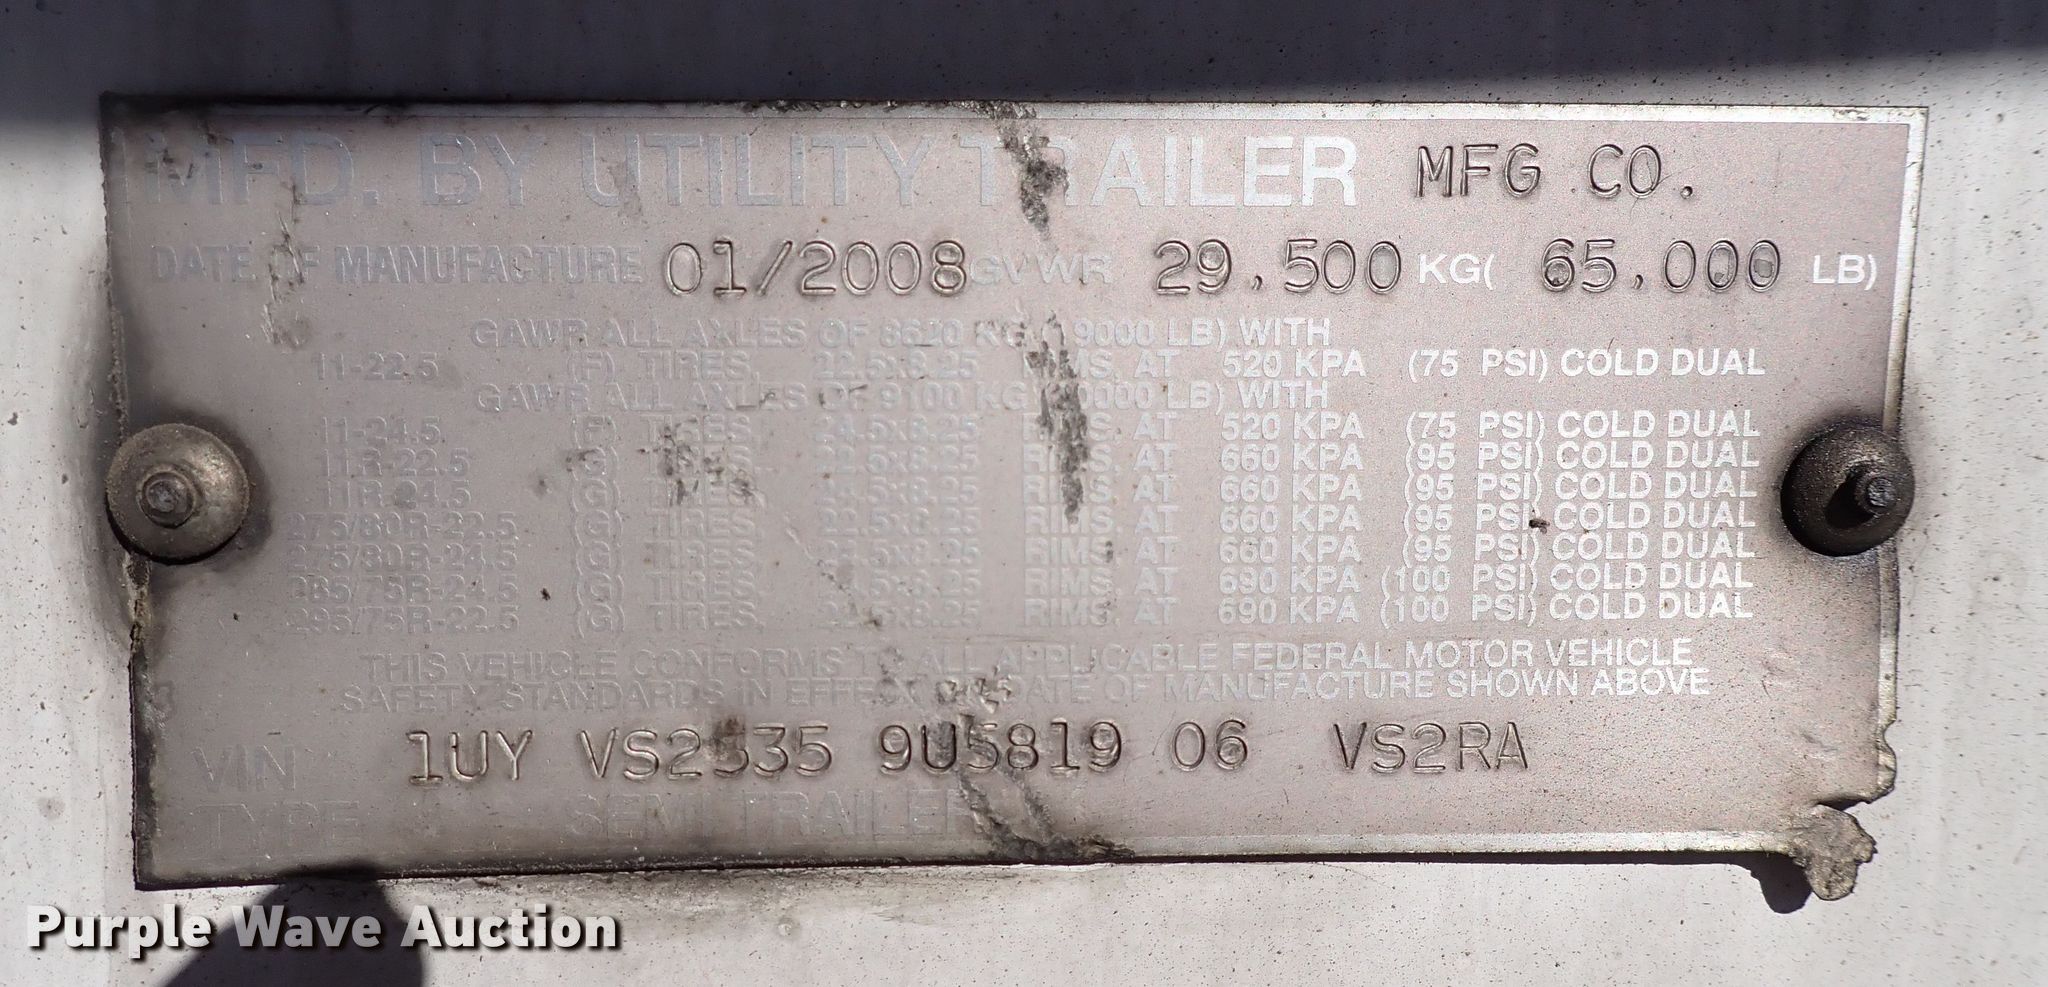 MFD. BY UTILITY TRAILER MFG CO.
DATE OF MANUFACTURE 01/2008 GVWR 29,500 KG( 65,000 LB)
GAWR ALL AXLES OF 8620 KG (19000 LB) WITH
11-22.5 (F) TIRES, 22.5x8.25 RIMS, AT 520 KPA (75 PSI) COLD DUAL
GAWR ALL AXLES OF 9100 KG (20000 LB) WITH
11-24.5 (F) TIRES, 24.5x8.25 RIMS, AT 520 KPA (75 PSI) COLD DUAL
11R-22.5 (G) TIRES, 22.5x8.25 RIMS, AT 660 KPA (95 PSI) COLD DUAL
11R-24.5 (G) TIRES, 24.5x8.25 RIMS, AT 660 KPA (95 PSI) COLD DUAL
275/80R-22.5 (G) TIRES, 22.5x8.25 RIMS, AT 660 KPA (95 PSI) COLD DUAL
275/80R-24.5 (G) TIRES, 24.5x8.25 RIMS, AT 660 KPA (95 PSI) COLD DUAL
285/75R-24.5 (G) TIRES, 24.5x8.25 RIMS, AT 690 KPA (100 PSI) COLD DUAL
295/75R-22.5 (G) TIRES, 22.5x8.25 RIMS, AT 690 KPA (100 PSI) COLD DUAL
THIS VEHICLE CONFORMS TO ALL APPLICABLE FEDERAL MOTOR VEHICLE
SAFETY STANDARDS IN EFFECT ON DATE OF MANUFACTURE SHOWN ABOVE
VIN 1UY VS2535 9U5819 06 VS2RA
TYPE SEMI TRAILER
Purple Wave Auction